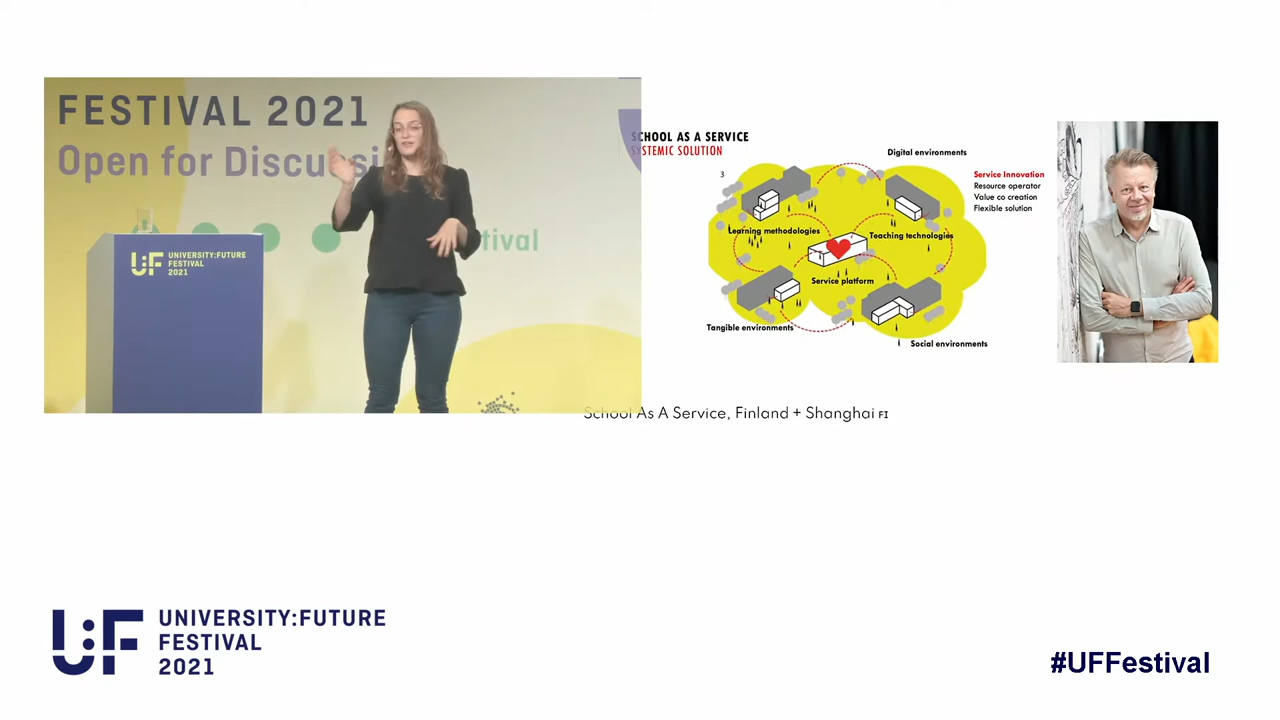 FESTIVAL 2021
Open for Discussi
tival
U:F UNIVERSITY:FUTURE
FESTIVAL
2021
SCHOOL AS A SERVICE
SYSTEMIC SOLUTION
3
Digital environments
Service Innovation
Resource operator
Value co creation
Flexible solution
Learning methodologies
Teaching technologies
Service platform
Tangible environments
Social environments
School As A Service, Finland + Shanghai FI
U:F UNIVERSITY:FUTURE
FESTIVAL
2021
#UFFestival